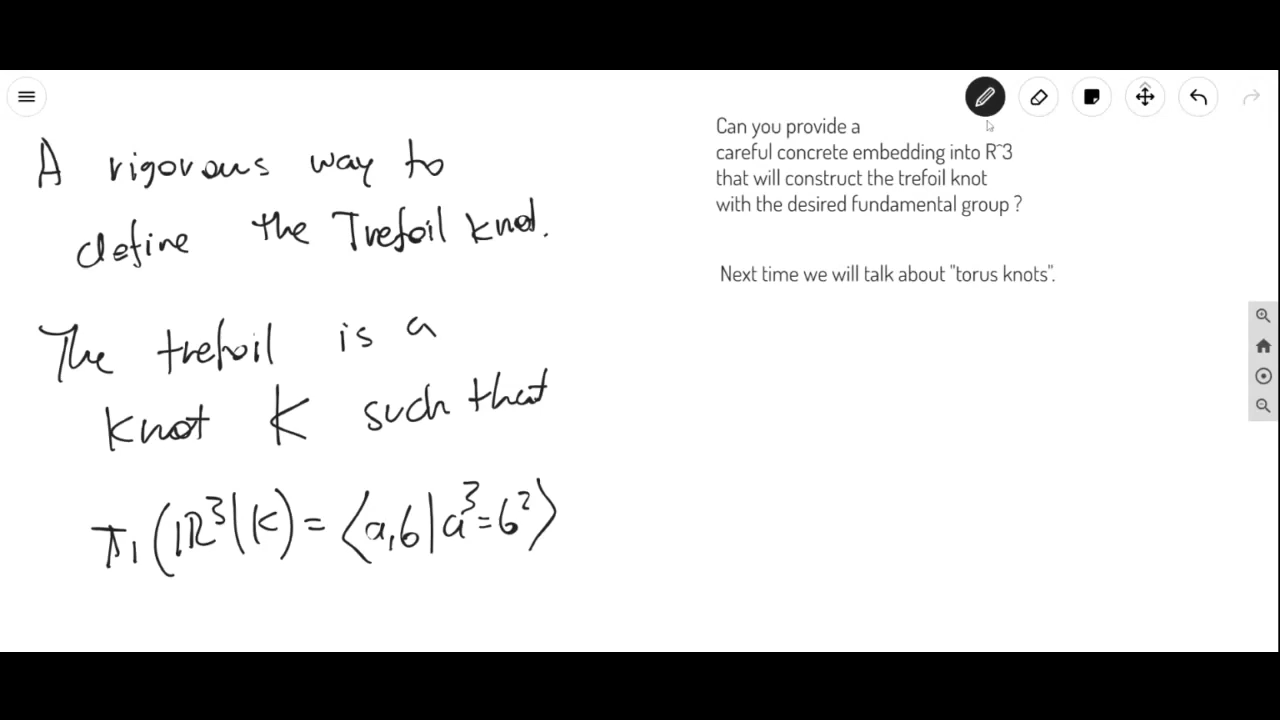 A rigorous way to
define the Trefoil knot.
The trefoil is a
knot K such that
π₁(ℝ³\K) = ⟨a,b|a³=b²⟩
Can you provide a
careful concrete embedding into R^3
that will construct the trefoil knot
with the desired fundamental group ?
Next time we will talk about "torus knots".